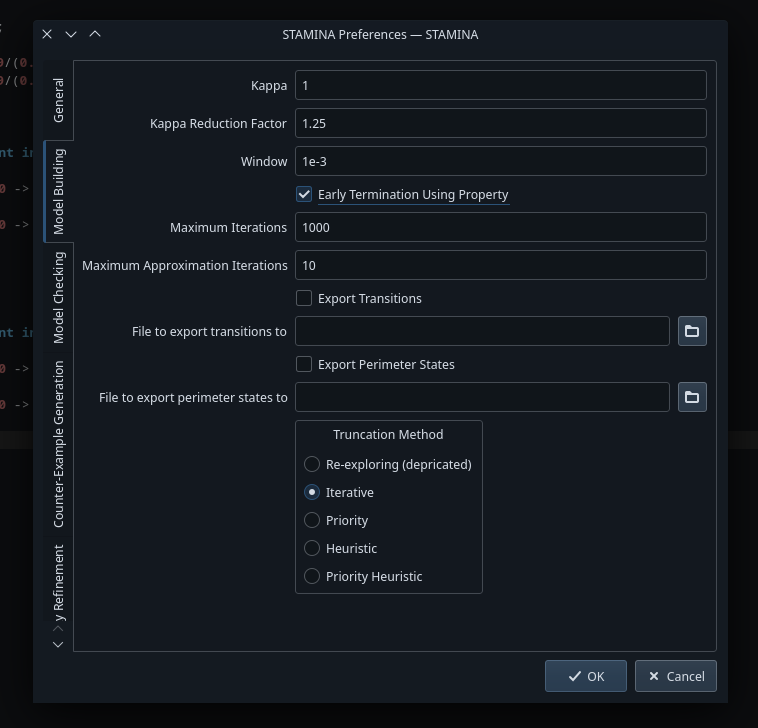 STAMINA Preferences — STAMINA
General
Model Building
Model Checking
Counter-Example Generation
y Refinement
Kappa
1
Kappa Reduction Factor
1.25
Window
1e-3
Early Termination Using Property
Maximum Iterations
1000
Maximum Approximation Iterations
10
Export Transitions
File to export transitions to
Export Perimeter States
File to export perimeter states to
Truncation Method
Re-exploring (depricated)
Iterative
Priority
Heuristic
Priority Heuristic
OK
Cancel